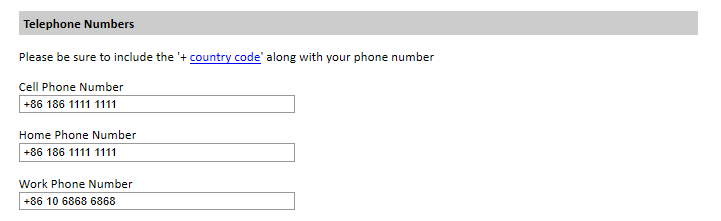 Telephone Numbers
Please be sure to include the '+ country code' along with your phone number
Cell Phone Number
+86 186 1111 1111
Home Phone Number
+86 186 1111 1111
Work Phone Number
+86 10 6868 6868